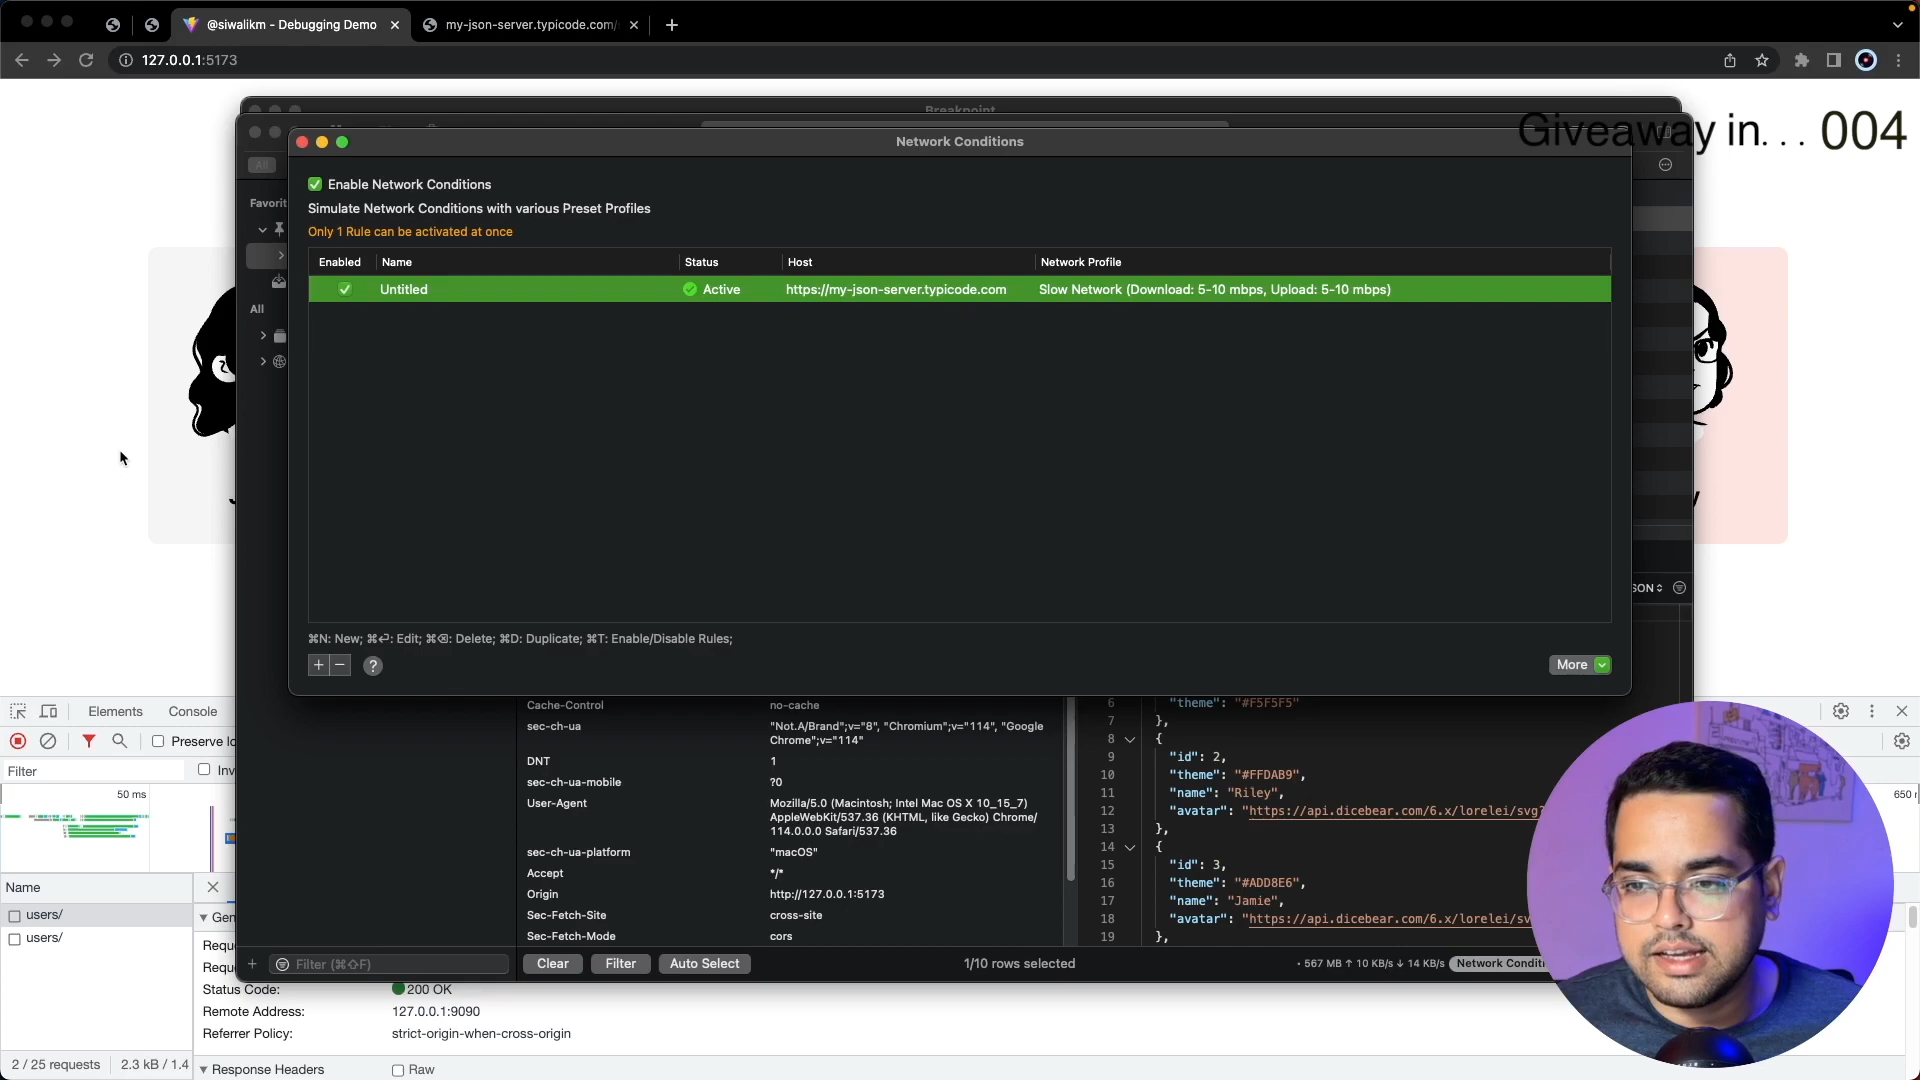 @siwalikm - Debugging Demo
my-json-server.typicode.com/
127.0.0.1:5173
Breakpoint
Giveaway in... 004
Network Conditions
All
Enable Network Conditions
Simulate Network Conditions with various Preset Profiles
Only 1 Rule can be activated at once
Favorit
All
Enabled Name Status Host Network Profile
Untitled Active https://my-json-server.typicode.com Slow Network (Download: 5-10 mbps, Upload: 5-10 mbps)
⌘N: New; ⌘↩: Edit; ⌘⌫: Delete; ⌘D: Duplicate; ⌘T: Enable/Disable Rules;
+ − ?
More
Elements Console
Preserve lo
Filter
Inv
50 ms
650
Cache-Control no-cache
sec-ch-ua "Not.A/Brand";v="8", "Chromium";v="114", "Google
Chrome";v="114"
DNT 1
sec-ch-ua-mobile ?0
User-Agent Mozilla/5.0 (Macintosh; Intel Mac OS X 10_15_7)
AppleWebKit/537.36 (KHTML, like Gecko) Chrome/
114.0.0.0 Safari/537.36
sec-ch-ua-platform "macOS"
Accept */*
Origin http://127.0.0.1:5173
Sec-Fetch-Site cross-site
Sec-Fetch-Mode cors
6 "theme": "#F5F5F5"
7 },
8 {
9 "id": 2,
10 "theme": "#FFDAB9",
11 "name": "Riley",
12 "avatar": "https://api.dicebear.com/6.x/lorelei/svg?
13 },
14 {
15 "id": 3,
16 "theme": "#ADD8E6",
17 "name": "Jamie",
18 "avatar": "https://api.dicebear.com/6.x/lorelei/sv
19 },
Filter (⌘⇧F)
Clear Filter Auto Select
1/10 rows selected
• 567 MB ↑ 10 KB/s ↓ 14 KB/s Network Conditi
Name
users/
users/
Gen
Requ
Requ
Status Code: 200 OK
Remote Address: 127.0.0.1:9090
Referrer Policy: strict-origin-when-cross-origin
Response Headers Raw
2 / 25 requests 2.3 kB / 1.4